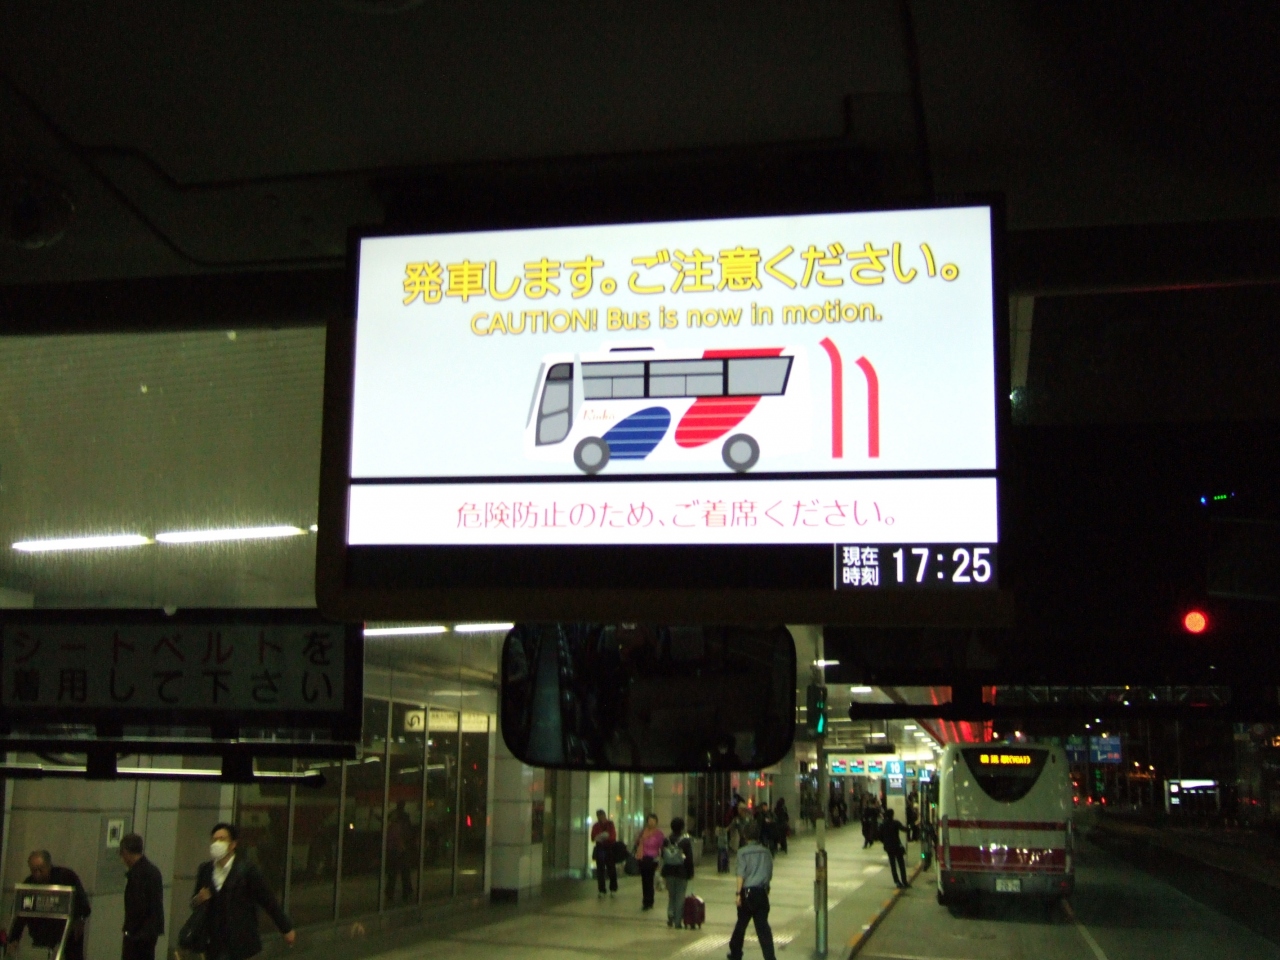 発車します。ご注意ください。
CAUTION! Bus is now in motion.
危険防止のため、ご着席ください。
現在
時刻 17:25
シートベルトを
着用して下さい
10